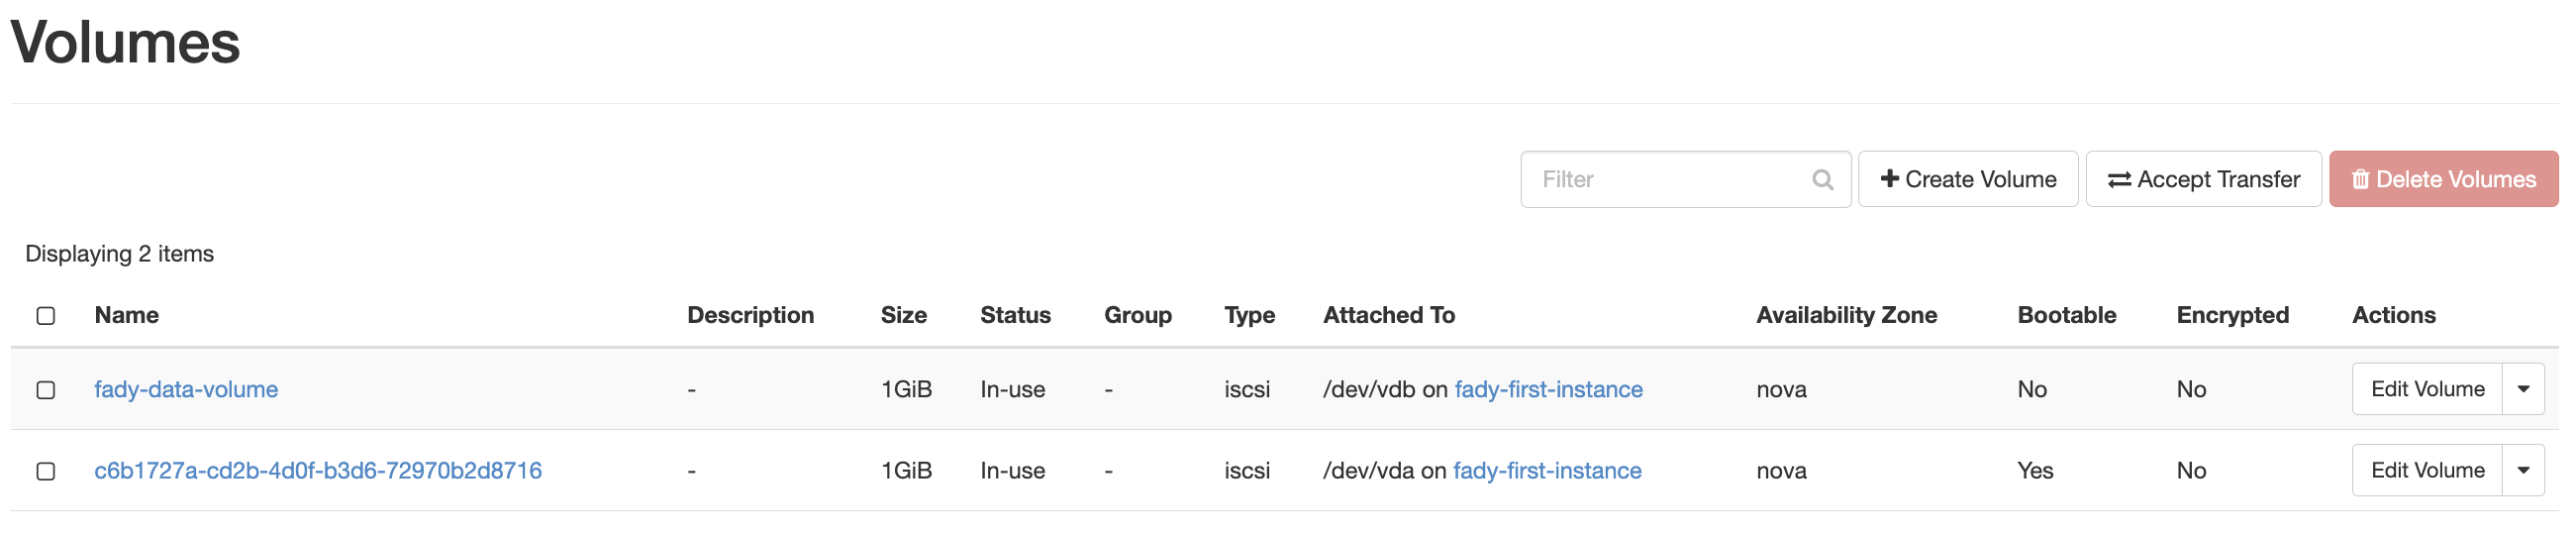 Volumes
Filter
Create Volume
Accept Transfer
Delete Volumes
Displaying 2 items
Name Description Size Status Group Type Attached To Availability Zone Bootable Encrypted Actions
fady-data-volume - 1GiB In-use - iscsi /dev/vdb on fady-first-instance nova No No Edit Volume
c6b1727a-cd2b-4d0f-b3d6-72970b2d8716 - 1GiB In-use - iscsi /dev/vda on fady-first-instance nova Yes No Edit Volume